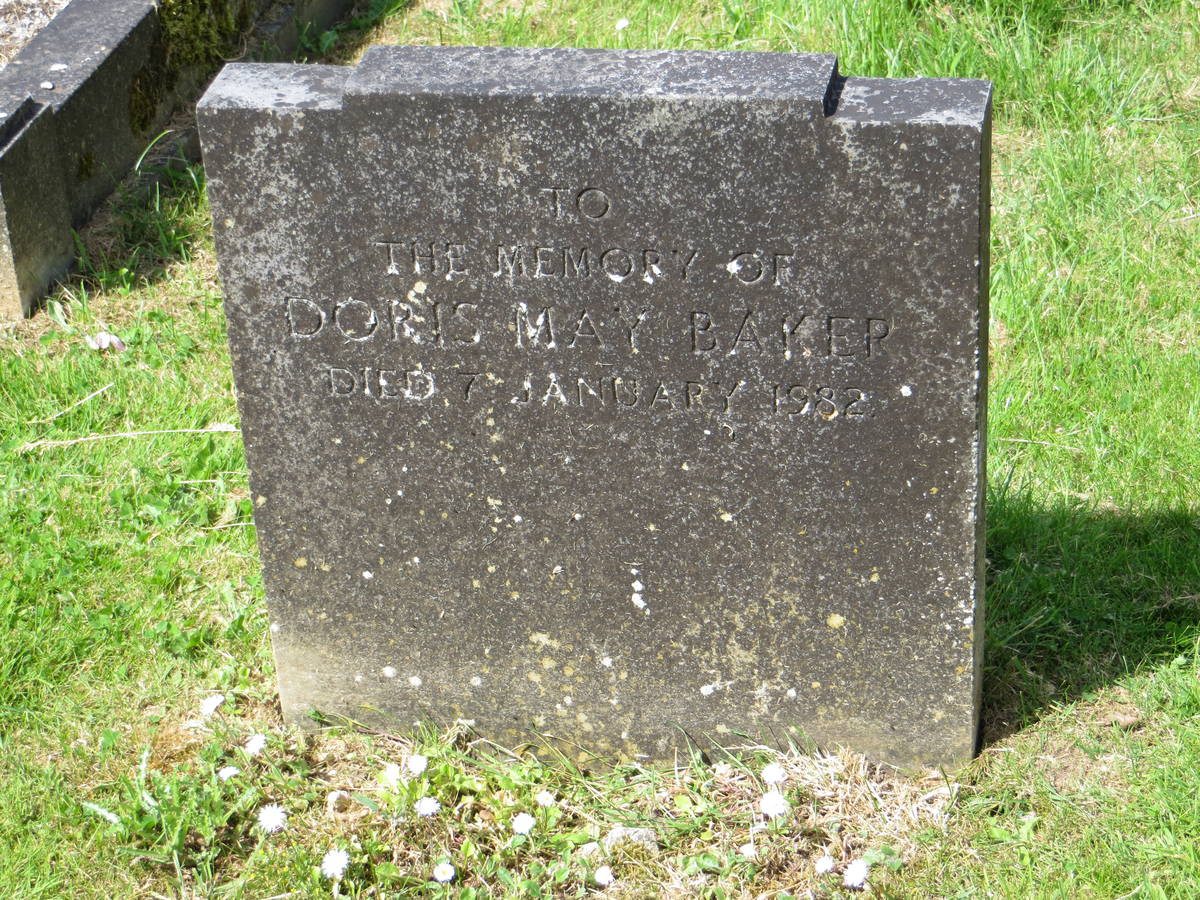 TO
THE MEMORY OF
DORIS MAY BAKER
DIED 7 JANUARY 1982.